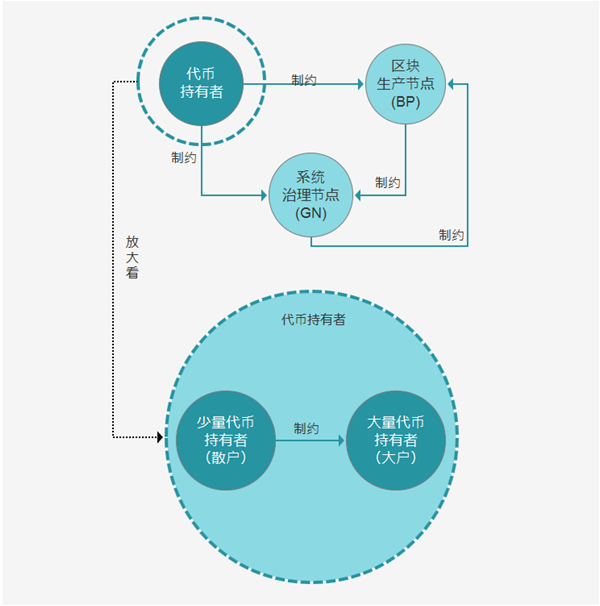 代币
持有者
制约
区块
生产节点
(BP)
制约
系统
治理节点
(GN)
制约
制约
放
大
看
代币持有者
少量代币
持有者
（散户）
制约
大量代币
持有者
（大户）